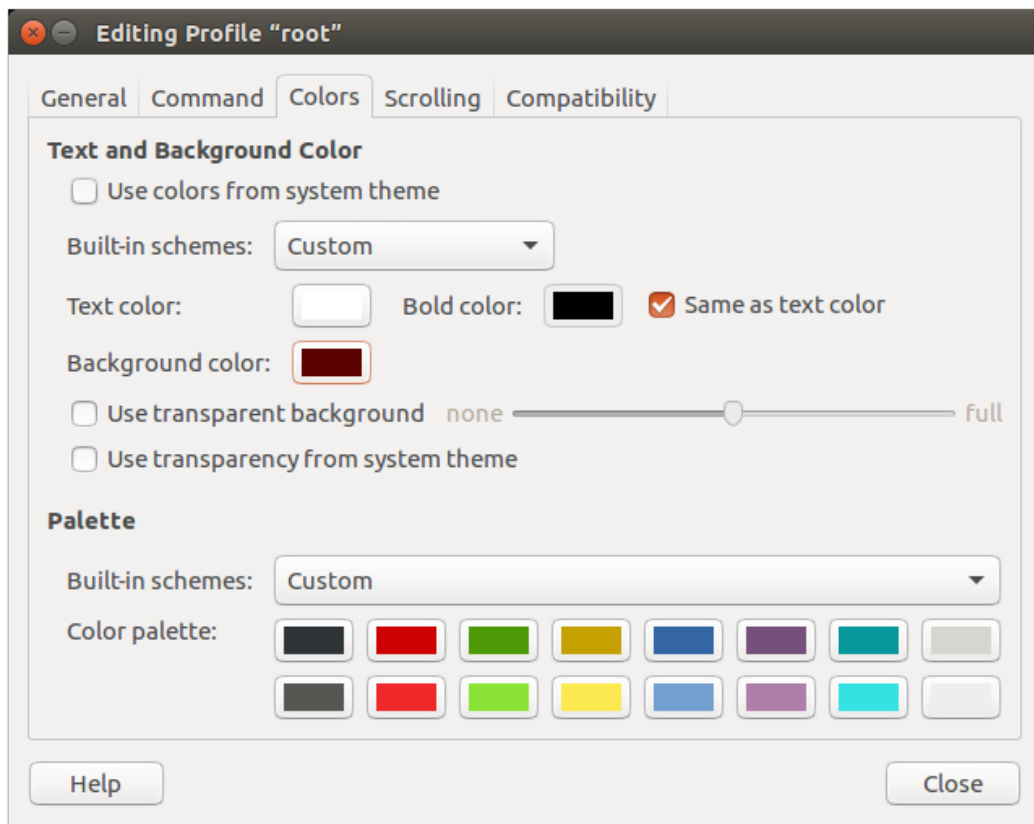 Editing Profile “root”
General Command Colors Scrolling Compatibility
Text and Background Color
Use colors from system theme
Built-in schemes: Custom
Text color: Bold color: Same as text color
Background color:
Use transparent background none full
Use transparency from system theme
Palette
Built-in schemes: Custom
Color palette:
Help Close